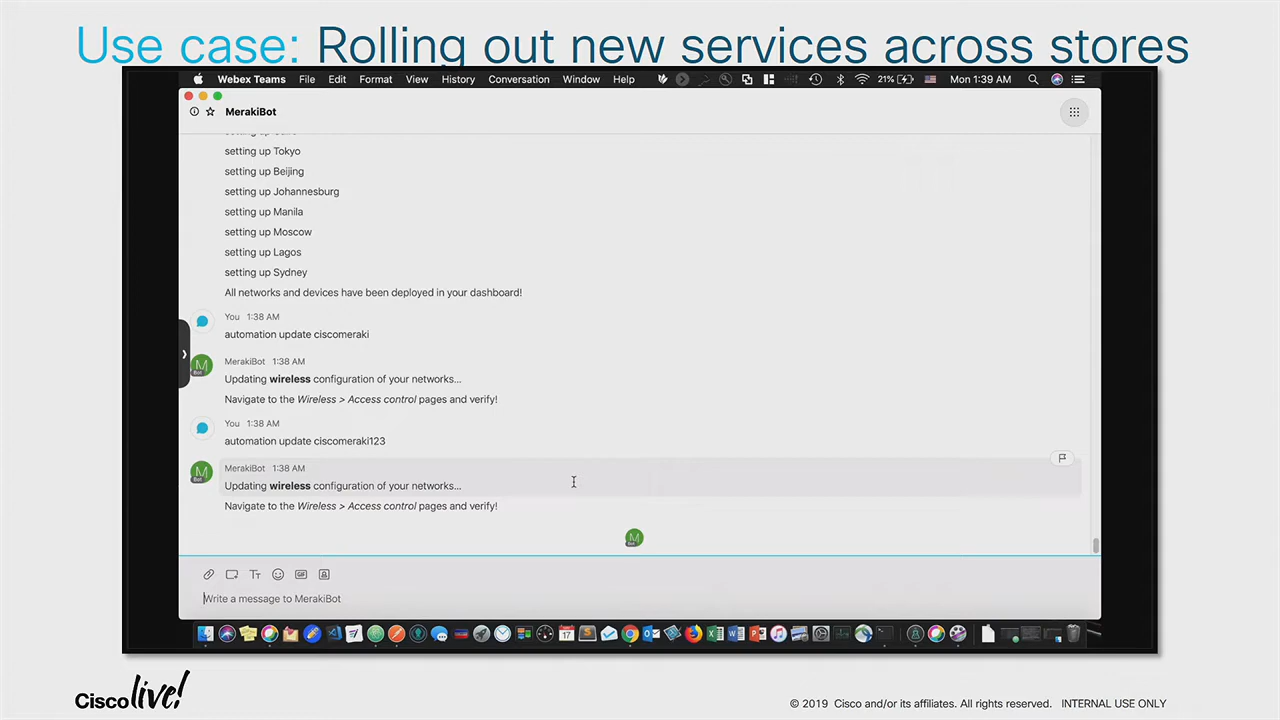 Use case: Rolling out new services across stores
Webex Teams File Edit Format View History Conversation Window Help 21% Mon 1:39 AM
MerakiBot
setting up Tokyo
setting up Beijing
setting up Johannesburg
setting up Manila
setting up Moscow
setting up Lagos
setting up Sydney
All networks and devices have been deployed in your dashboard!
You 1:38 AM
automation update ciscomeraki
M
Bot
MerakiBot 1:38 AM
Updating wireless configuration of your networks...
Navigate to the Wireless > Access control pages and verify!
You 1:38 AM
automation update ciscomeraki123
M
Bot
MerakiBot 1:38 AM
Updating wireless configuration of your networks...
Navigate to the Wireless > Access control pages and verify!
M
Write a message to MerakiBot
17
Cisco live!
© 2019 Cisco and/or its affiliates. All rights reserved. INTERNAL USE ONLY